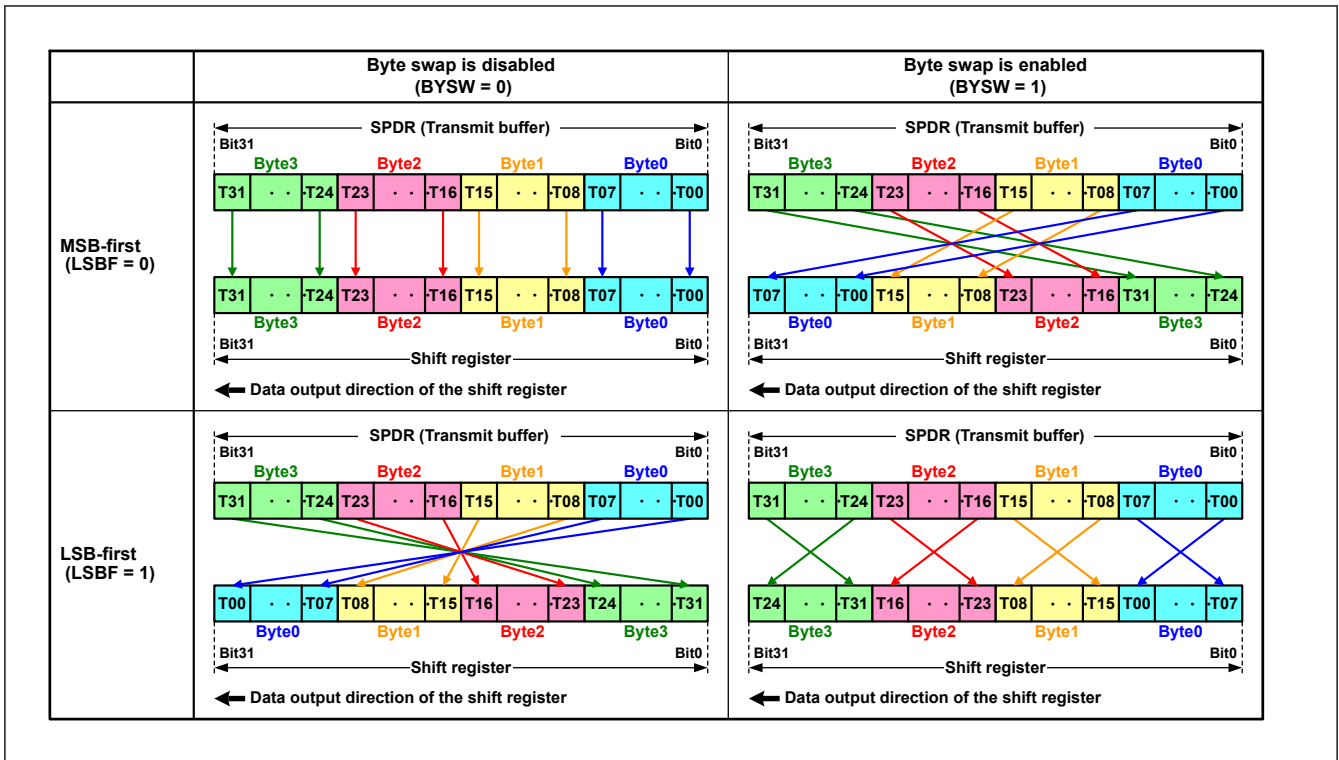 Byte swap is disabled
(BYSW = 0)
Byte swap is enabled
(BYSW = 1)
MSB-first
(LSBF = 0)
SPDR (Transmit buffer)
Bit31 Bit0
Byte3 Byte2 Byte1 Byte0
T31 · · ·T24 T23 · · ·T16 T15 · · ·T08 T07 · · ·T00
T31 · · ·T24 T23 · · ·T16 T15 · · ·T08 T07 · · ·T00
Byte3 Byte2 Byte1 Byte0
Bit31 Bit0
Shift register
Data output direction of the shift register
SPDR (Transmit buffer)
Bit31 Bit0
Byte3 Byte2 Byte1 Byte0
T31 · · ·T24 T23 · · ·T16 T15 · · ·T08 T07 · · ·T00
T07 · · ·T00 T15 · · ·T08 T23 · · ·T16 T31 · · ·T24
Byte0 Byte1 Byte2 Byte3
Bit31 Bit0
Shift register
Data output direction of the shift register
LSB-first
(LSBF = 1)
SPDR (Transmit buffer)
Bit31 Bit0
Byte3 Byte2 Byte1 Byte0
T31 · · ·T24 T23 · · ·T16 T15 · · ·T08 T07 · · ·T00
T00 · · ·T07 T08 · · ·T15 T16 · · ·T23 T24 · · ·T31
Byte0 Byte1 Byte2 Byte3
Bit31 Bit0
Shift register
Data output direction of the shift register
SPDR (Transmit buffer)
Bit31 Bit0
Byte3 Byte2 Byte1 Byte0
T31 · · ·T24 T23 · · ·T16 T15 · · ·T08 T07 · · ·T00
T24 · · ·T31 T16 · · ·T23 T08 · · ·T15 T00 · · ·T07
Byte3 Byte2 Byte1 Byte0
Bit31 Bit0
Shift register
Data output direction of the shift register